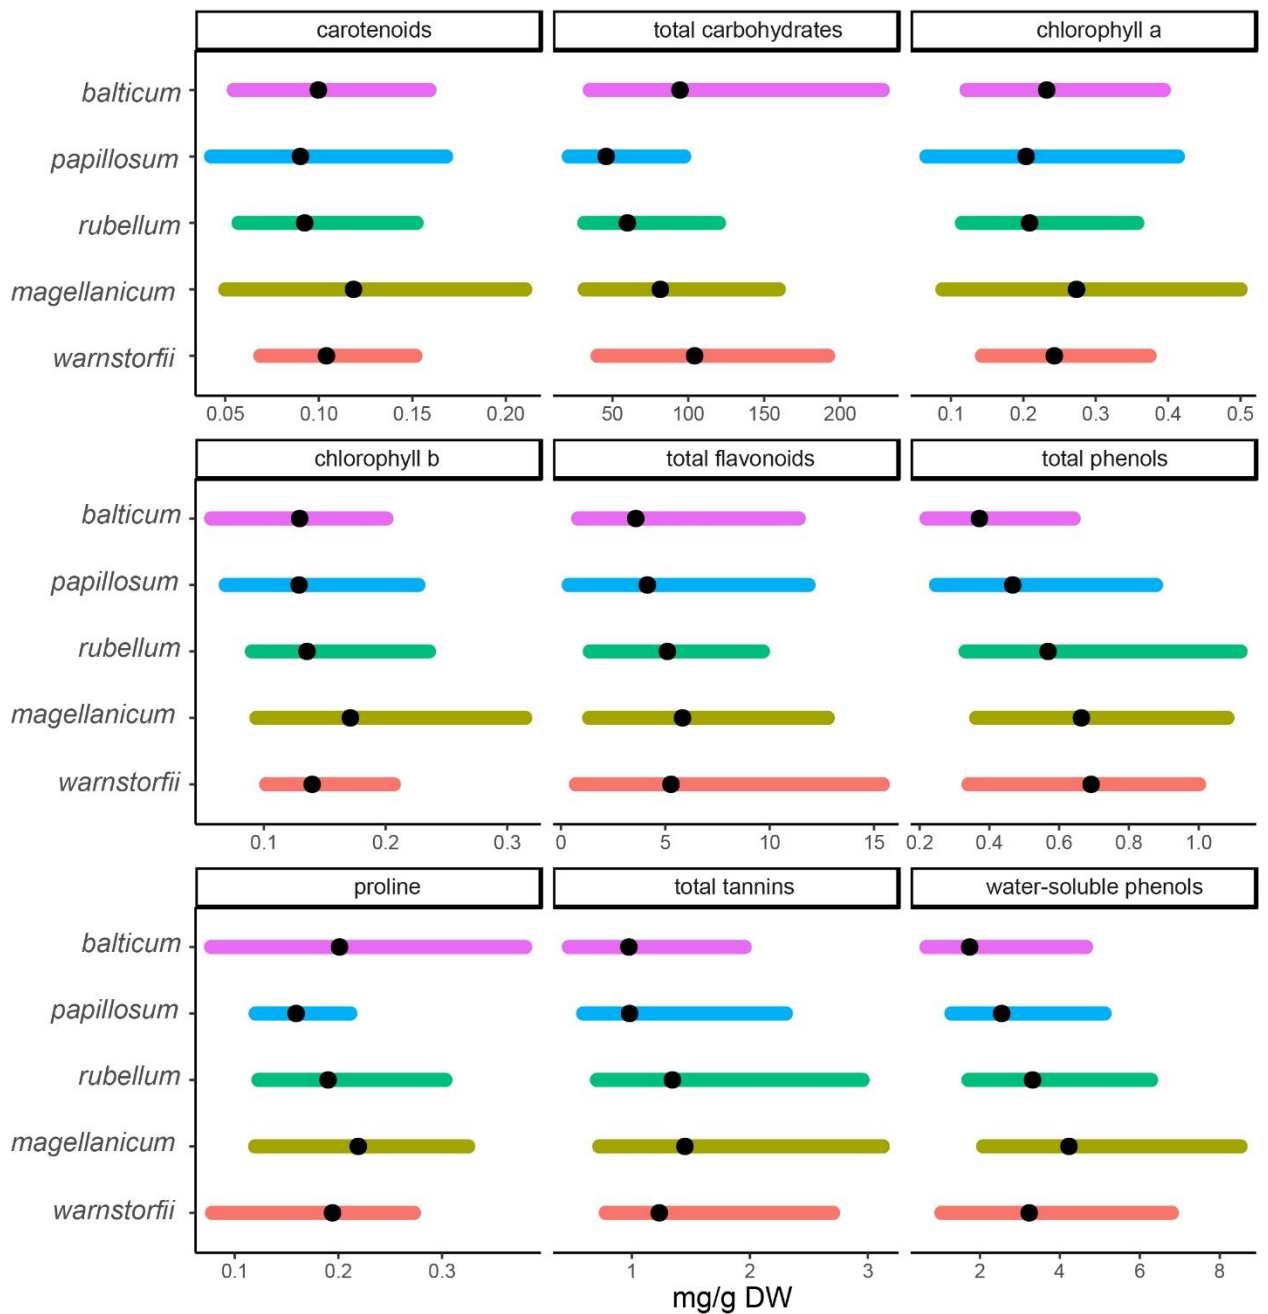 carotenoids total carbohydrates chlorophyll a
balticum
papillosum
rubellum
magellanicum
warnstorfii
0.05 0.10 0.15 0.20 50 100 150 200 0.1 0.2 0.3 0.4 0.5
chlorophyll b total flavonoids total phenols
balticum
papillosum
rubellum
magellanicum
warnstorfii
0.1 0.2 0.3 0 5 10 15 0.2 0.4 0.6 0.8 1.0
proline total tannins water-soluble phenols
balticum
papillosum
rubellum
magellanicum
warnstorfii
0.1 0.2 0.3 1 2 3 2 4 6 8
mg/g DW